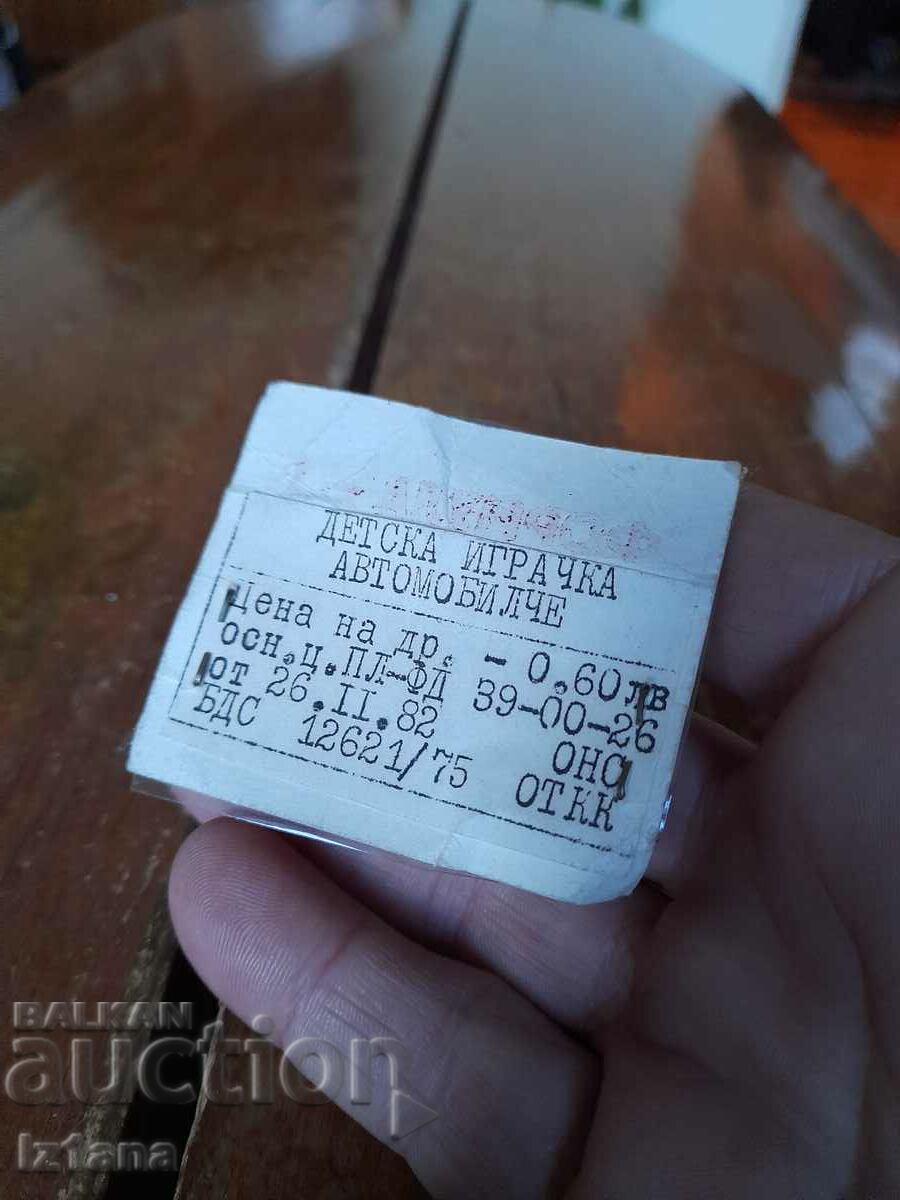 ДЕТСКА ИГРАЧКА
АВТОМОБИЛЧЕ
Цена на др. - 0.60лв
осн.ц.ПЛ-ФД 39-00-26
от 26.II.82 ОНС
БДС 12621/75 ОТКК
BALKAN
auction
Iz1ana